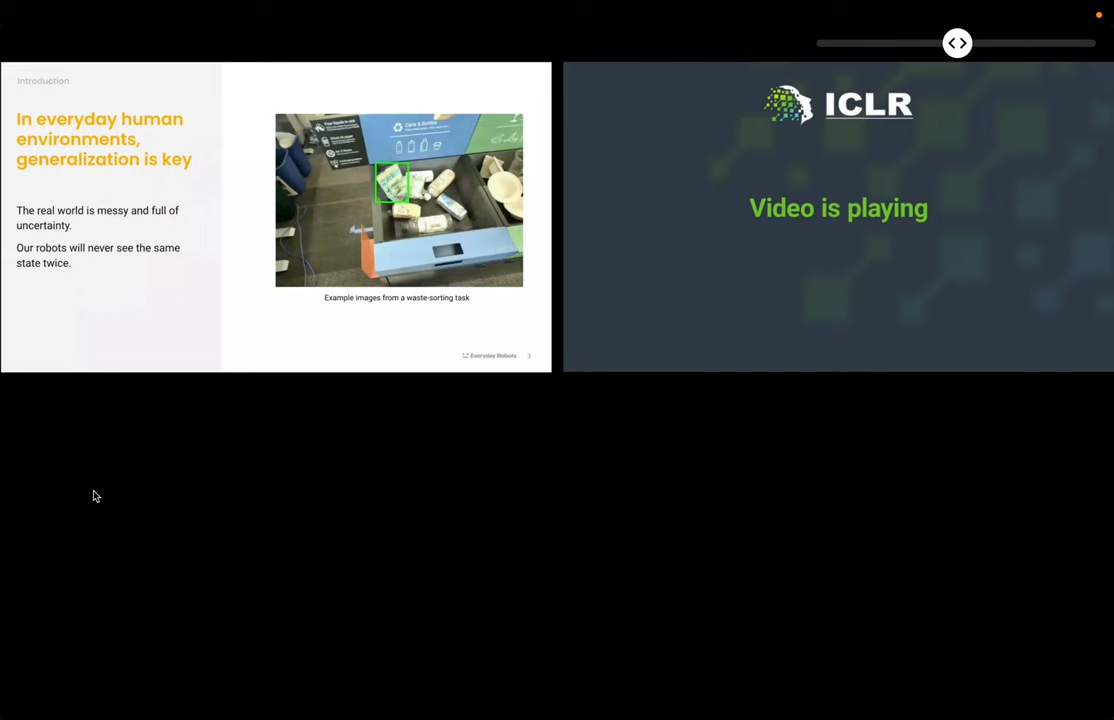 Introduction
In everyday human
environments,
generalization is key
The real world is messy and full of
uncertainty.
Our robots will never see the same
state twice.
Cans & Bottles
Example images from a waste-sorting task
Everyday Robots 3
ICLR
Video is playing